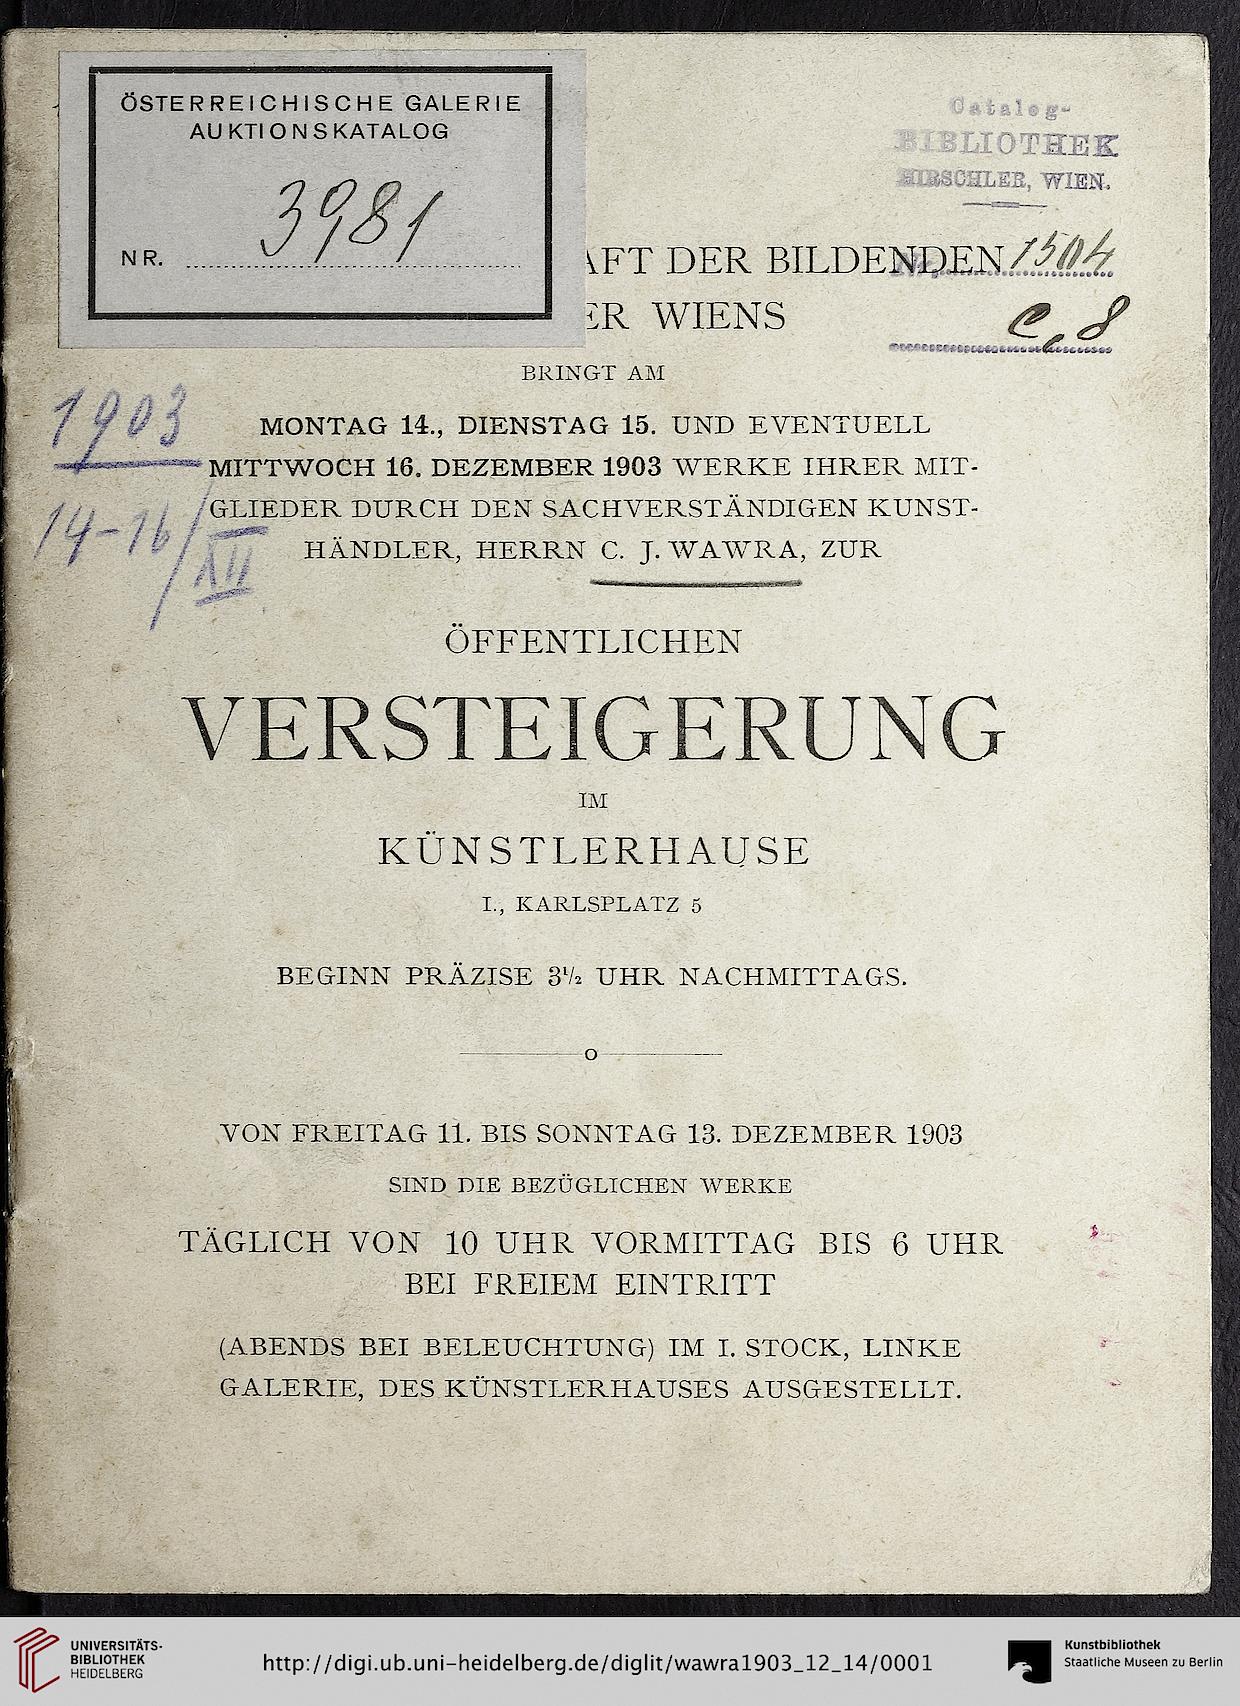 ÖSTERREICHISCHE GALERIE
AUKTIONSKATALOG
NR. 3981
Catalog-
BIBLIOTHEK
HIRSCHLER, WIEN.
Nr. 1504
c. 8
AFT DER BILDENDEN
ER WIENS
BRINGT AM
1903
14-16/XII
MONTAG 14., DIENSTAG 15. UND EVENTUELL
MITTWOCH 16. DEZEMBER 1903 WERKE IHRER MIT-
GLIEDER DURCH DEN SACHVERSTÄNDIGEN KUNST-
HÄNDLER, HERRN C. J. WAWRA, ZUR
ÖFFENTLICHEN
VERSTEIGERUNG
IM
KÜNSTLERHAUSE
I., KARLSPLATZ 5
BEGINN PRÄZISE 3½ UHR NACHMITTAGS.
VON FREITAG 11. BIS SONNTAG 13. DEZEMBER 1903
SIND DIE BEZÜGLICHEN WERKE
TÄGLICH VON 10 UHR VORMITTAG BIS 6 UHR
BEI FREIEM EINTRITT
(ABENDS BEI BELEUCHTUNG) IM I. STOCK, LINKE
GALERIE, DES KÜNSTLERHAUSES AUSGESTELLT.
UNIVERSITÄTS-
BIBLIOTHEK
HEIDELBERG
http://digi.ub.uni-heidelberg.de/diglit/wawra1903_12_14/0001
Kunstbibliothek
Staatliche Museen zu Berlin